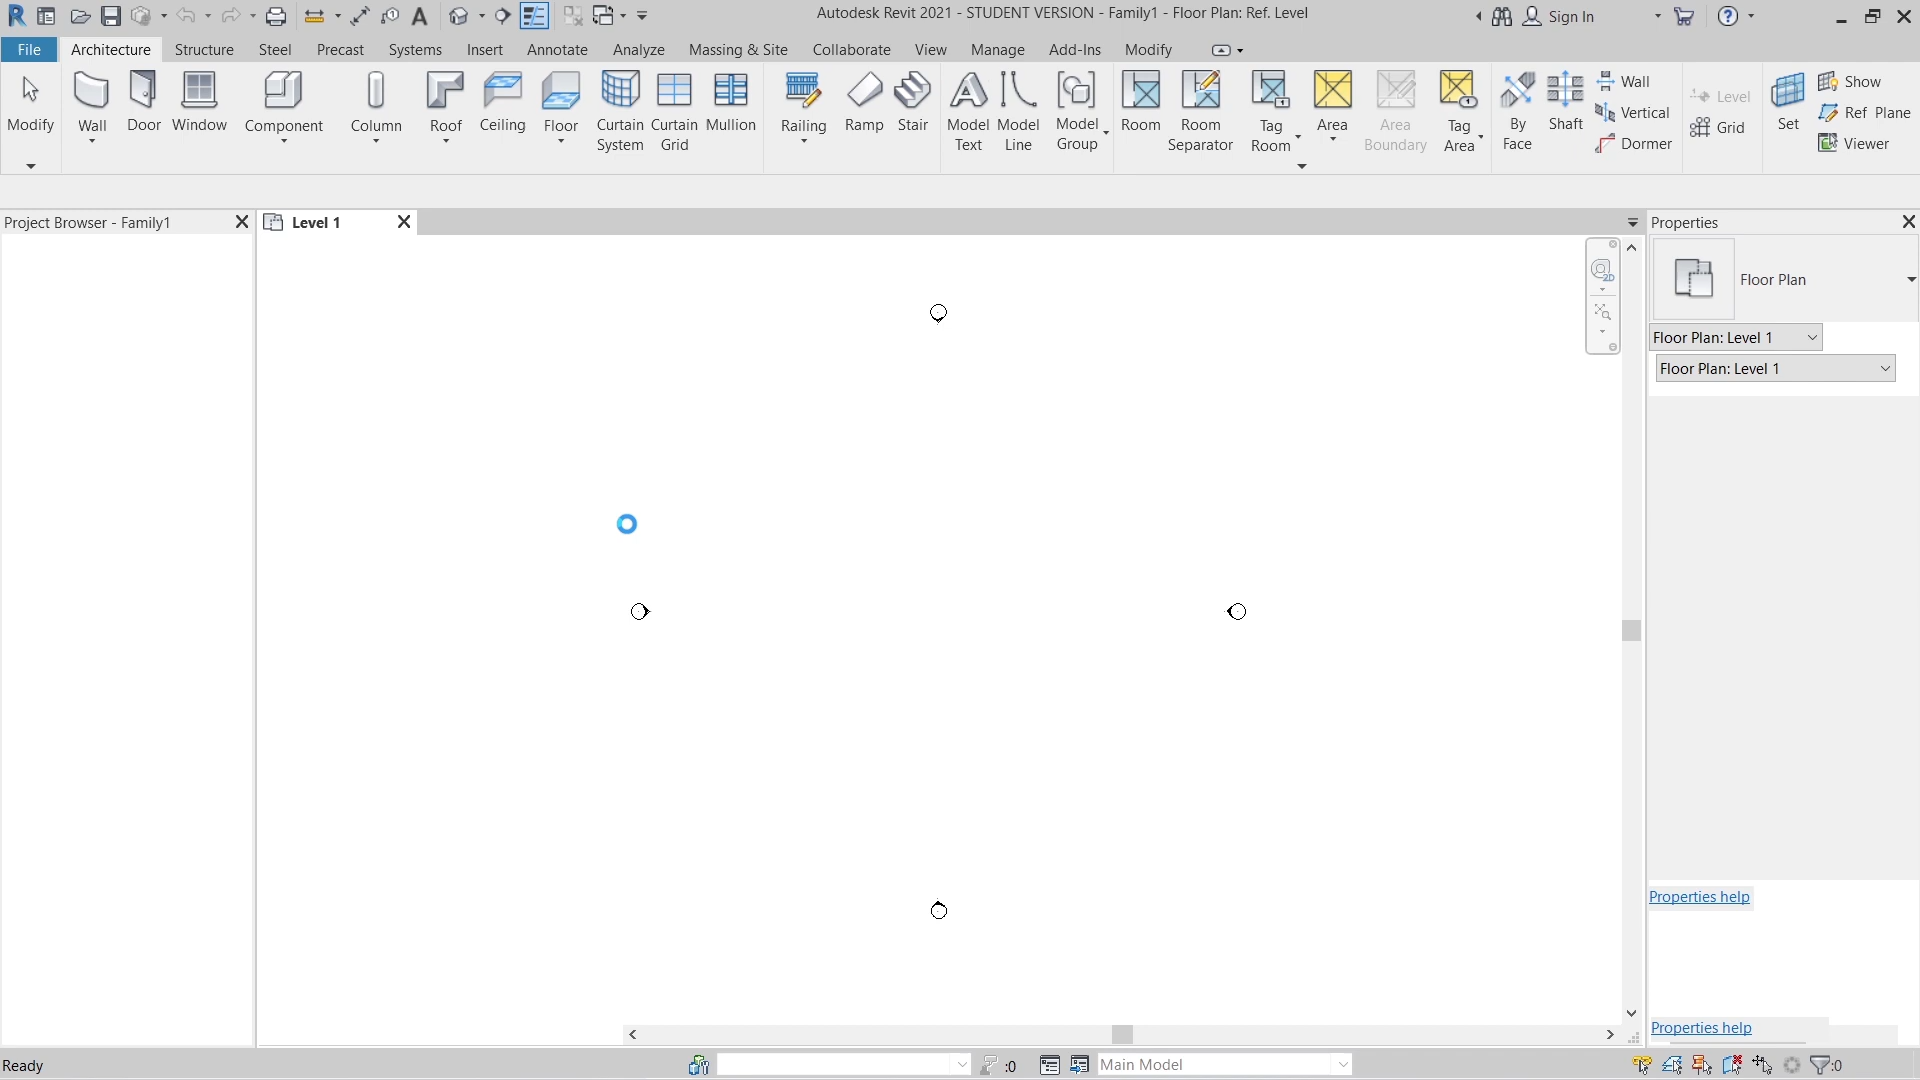 Autodesk Revit 2021 - STUDENT VERSION - Family1 - Floor Plan: Ref. Level
Sign In
File Architecture Structure Steel Precast Systems Insert Annotate Analyze Massing & Site Collaborate View Manage Add-Ins Modify
Modify
Wall
Door
Window
Component
Column
Roof
Ceiling
Floor
Curtain
System
Curtain
Grid
Mullion
Railing
Ramp
Stair
Model
Text
Model
Line
Model
Group
Room
Room
Separator
Tag
Room
Area
Area
Boundary
Tag
Area
By
Face
Shaft
Wall
Vertical
Dormer
Level
Grid
Set
Show
Ref Plane
Viewer
Project Browser - Family1
Level 1
2D
Properties
Floor Plan
Floor Plan: Level 1
Floor Plan: Level 1
Properties help
Properties help
Ready
:0
Main Model
:0